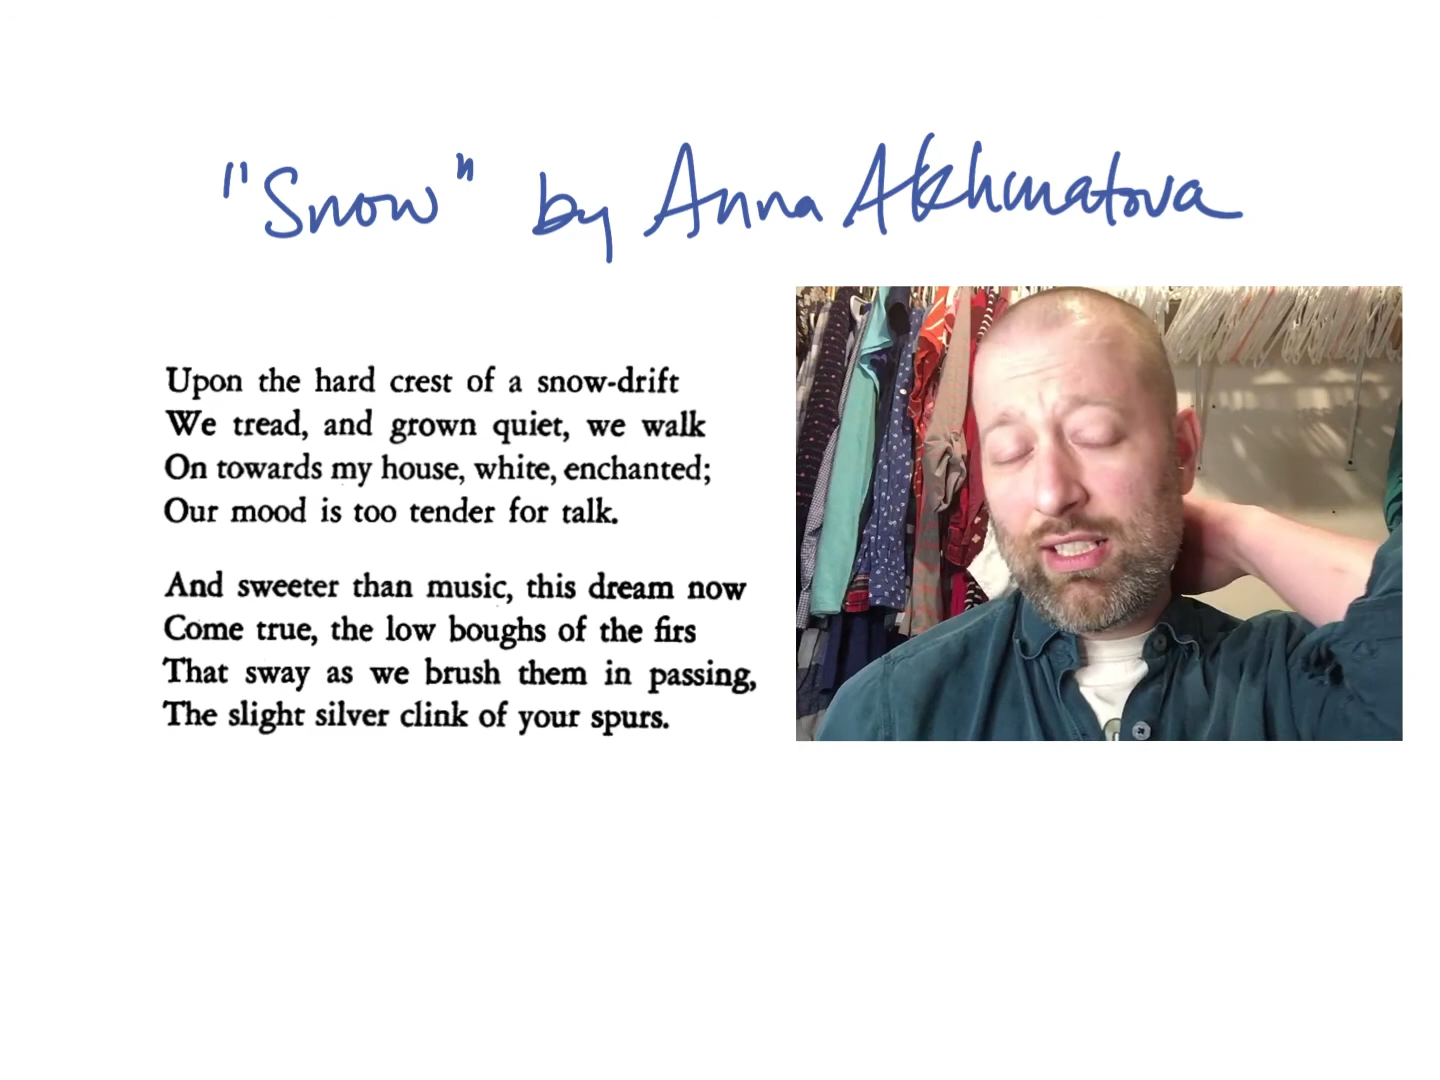 "Snow" by Anna Akhmatova
Upon the hard crest of a snow-drift
We tread, and grown quiet, we walk
On towards my house, white, enchanted;
Our mood is too tender for talk.
And sweeter than music, this dream now
Come true, the low boughs of the firs
That sway as we brush them in passing,
The slight silver clink of your spurs.